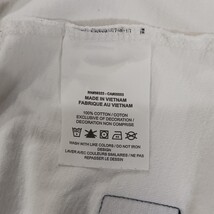 MADE IN VIETNAM
FABRIQUE AU VIETNAM
100% COTTON / COTON
EXCLUSIVE OF DECORATION
/ DECORATION NON COMPRISE
WASH WITH LIKE COLORS / DO NOT IRON DESIGN
LAVER AVEC COULEURS SIMILAIRES / NE PAS
REPASSER LE DESSIN